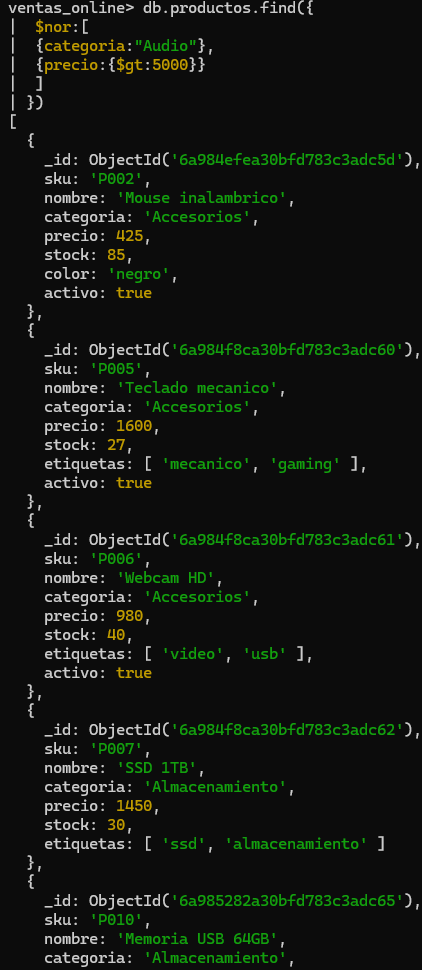 ventas_online> db.productos.find({
|  $nor:[
|  {categoria:"Audio"},
|  {precio:{$gt:5000}}
|  ]
| })
[
  {
    _id: ObjectId('6a984efea30bfd783c3adc5d'),
    sku: 'P002',
    nombre: 'Mouse inalambrico',
    categoria: 'Accesorios',
    precio: 425,
    stock: 85,
    color: 'negro',
    activo: true
  },
  {
    _id: ObjectId('6a984f8ca30bfd783c3adc60'),
    sku: 'P005',
    nombre: 'Teclado mecanico',
    categoria: 'Accesorios',
    precio: 1600,
    stock: 27,
    etiquetas: [ 'mecanico', 'gaming' ],
    activo: true
  },
  {
    _id: ObjectId('6a984f8ca30bfd783c3adc61'),
    sku: 'P006',
    nombre: 'Webcam HD',
    categoria: 'Accesorios',
    precio: 980,
    stock: 40,
    etiquetas: [ 'video', 'usb' ],
    activo: true
  },
  {
    _id: ObjectId('6a984f8ca30bfd783c3adc62'),
    sku: 'P007',
    nombre: 'SSD 1TB',
    categoria: 'Almacenamiento',
    precio: 1450,
    stock: 30,
    etiquetas: [ 'ssd', 'almacenamiento' ]
  },
  {
    _id: ObjectId('6a985282a30bfd783c3adc65'),
    sku: 'P010',
    nombre: 'Memoria USB 64GB',
    categoria: 'Almacenamiento',